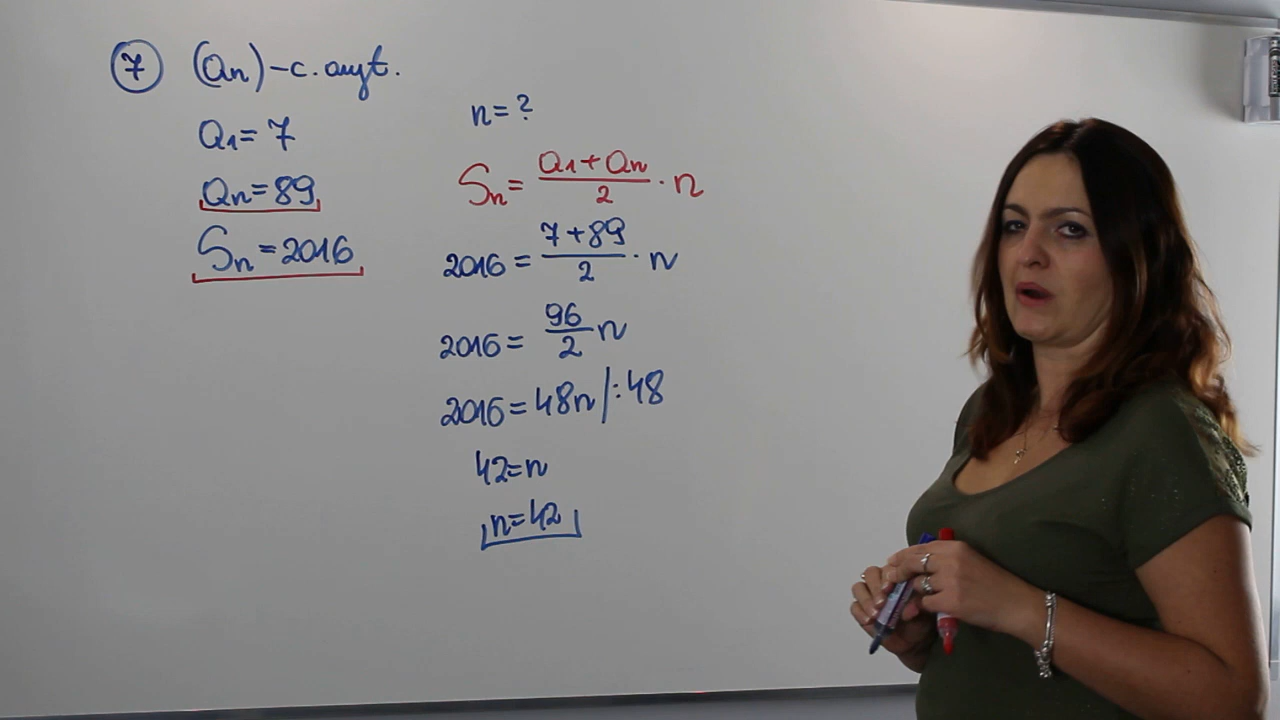 7 (an) - c. aryt.
a1 = 7
an = 89
Sn = 2016
n = ?
Sn = a1 + an / 2 · n
2016 = 7 + 89 / 2 · n
2016 = 96 / 2 n
2016 = 48n /: 48
42 = n
n = 42